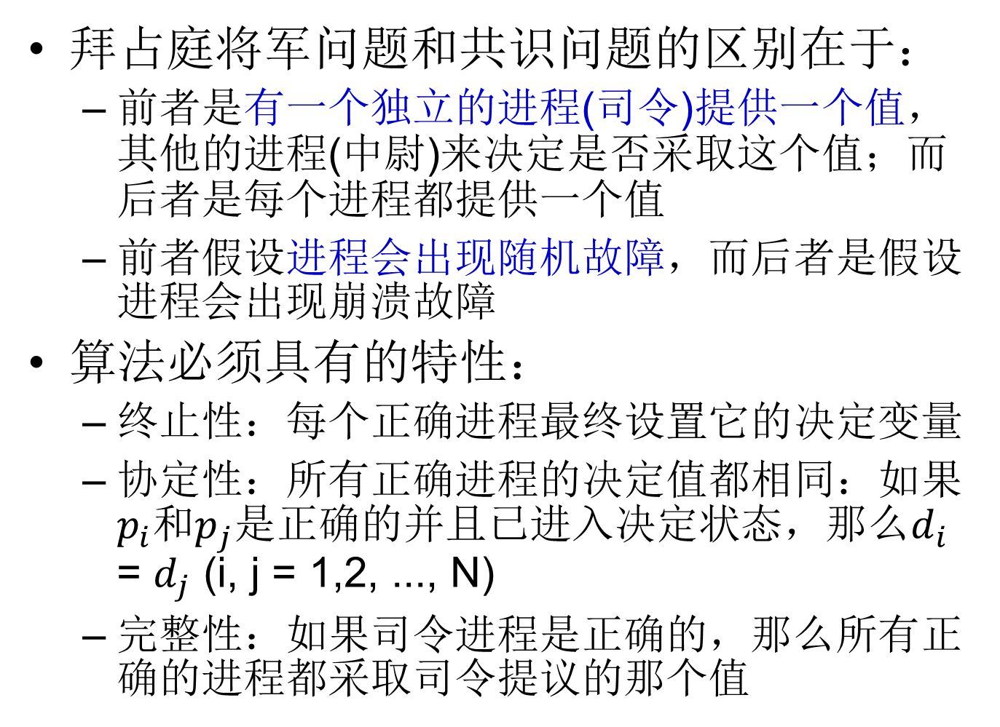 • 拜占庭将军问题和共识问题的区别在于：
– 前者是有一个独立的进程(司令)提供一个值，
其他的进程(中尉)来决定是否采取这个值；而
后者是每个进程都提供一个值
– 前者假设进程会出现随机故障，而后者是假设
进程会出现崩溃故障
• 算法必须具有的特性：
– 终止性：每个正确进程最终设置它的决定变量
– 协定性：所有正确进程的决定值都相同：如果
$p_i$和$p_j$是正确的并且已进入决定状态，那么$d_i$
= $d_j$ (i, j = 1,2, ..., N)
– 完整性：如果司令进程是正确的，那么所有正
确的进程都采取司令提议的那个值